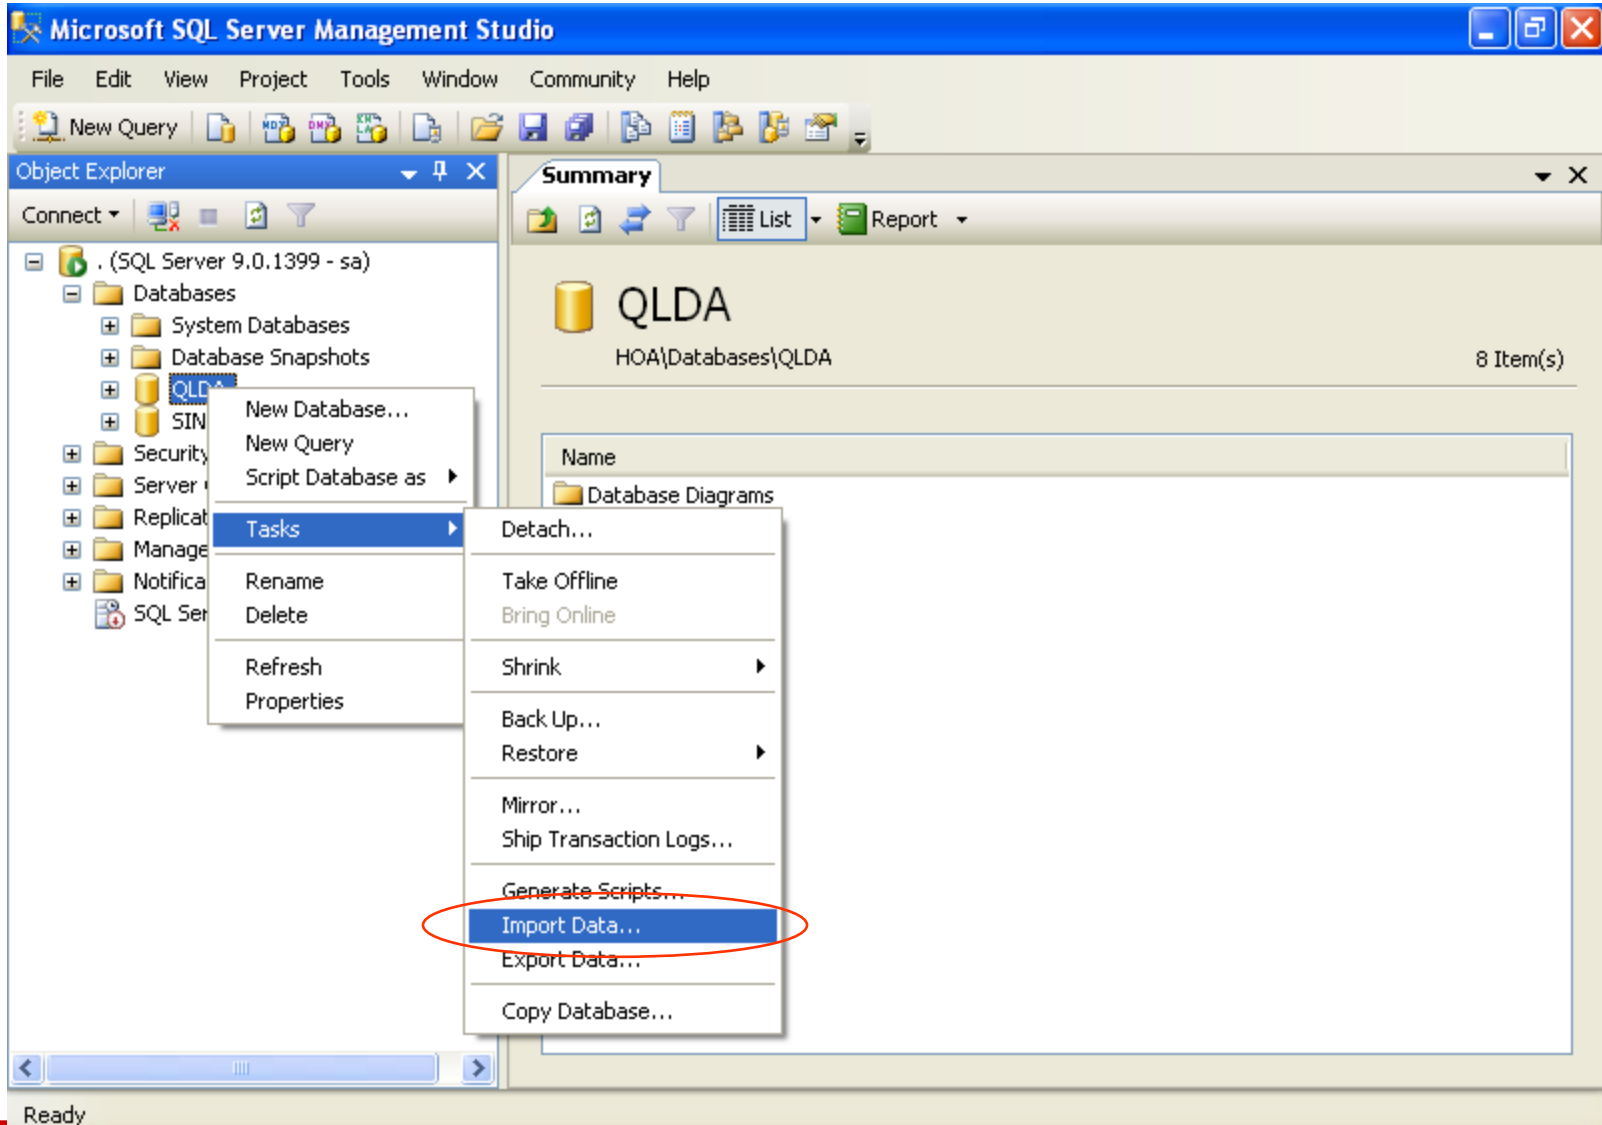 Microsoft SQL Server Management Studio
File Edit View Project Tools Window Community Help
New Query
Object Explorer
Connect
. (SQL Server 9.0.1399 - sa)
Databases
System Databases
Database Snapshots
QLDA
SIN
Security
Server
Replicat
Manage
Notifica
SQL Ser
New Database...
New Query
Script Database as
Tasks
Rename
Delete
Refresh
Properties
Detach...
Take Offline
Bring Online
Shrink
Back Up...
Restore
Mirror...
Ship Transaction Logs...
Generate Scripts...
Import Data...
Export Data...
Copy Database...
Summary
List Report
QLDA
HOA\Databases\QLDA
8 Item(s)
Name
Database Diagrams
Ready